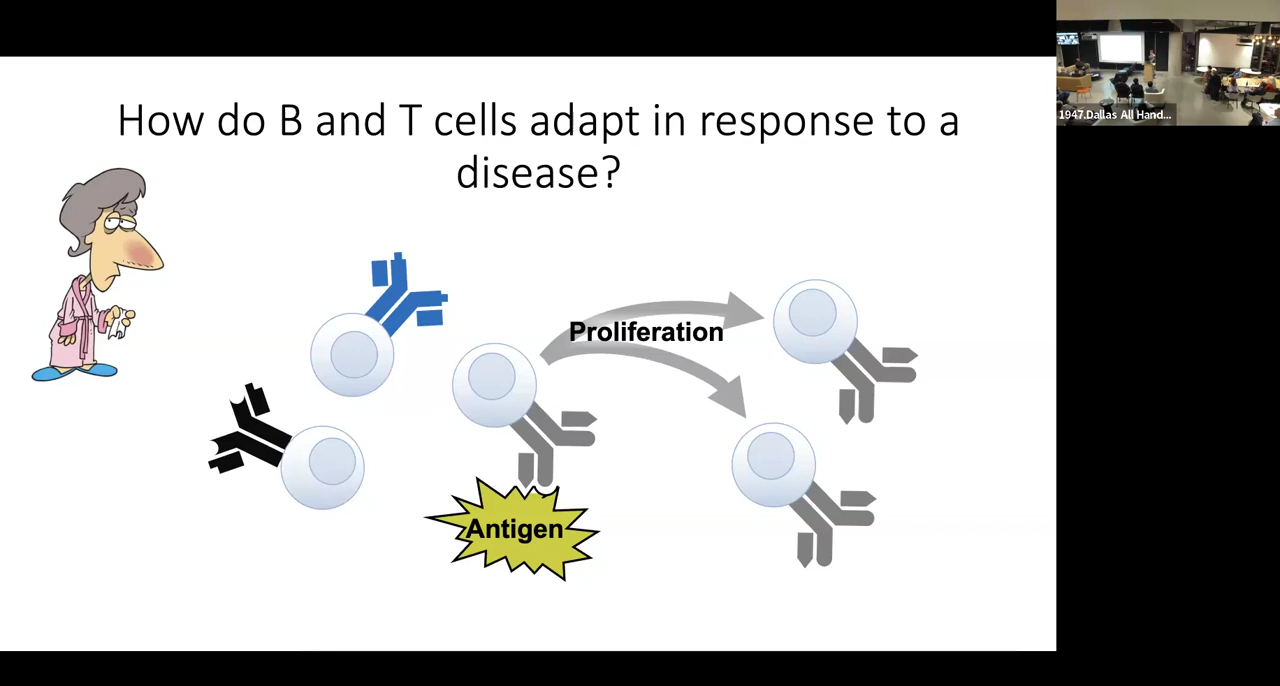 How do B and T cells adapt in response to a
disease?
Proliferation
Antigen
1947.Dallas All Hand...